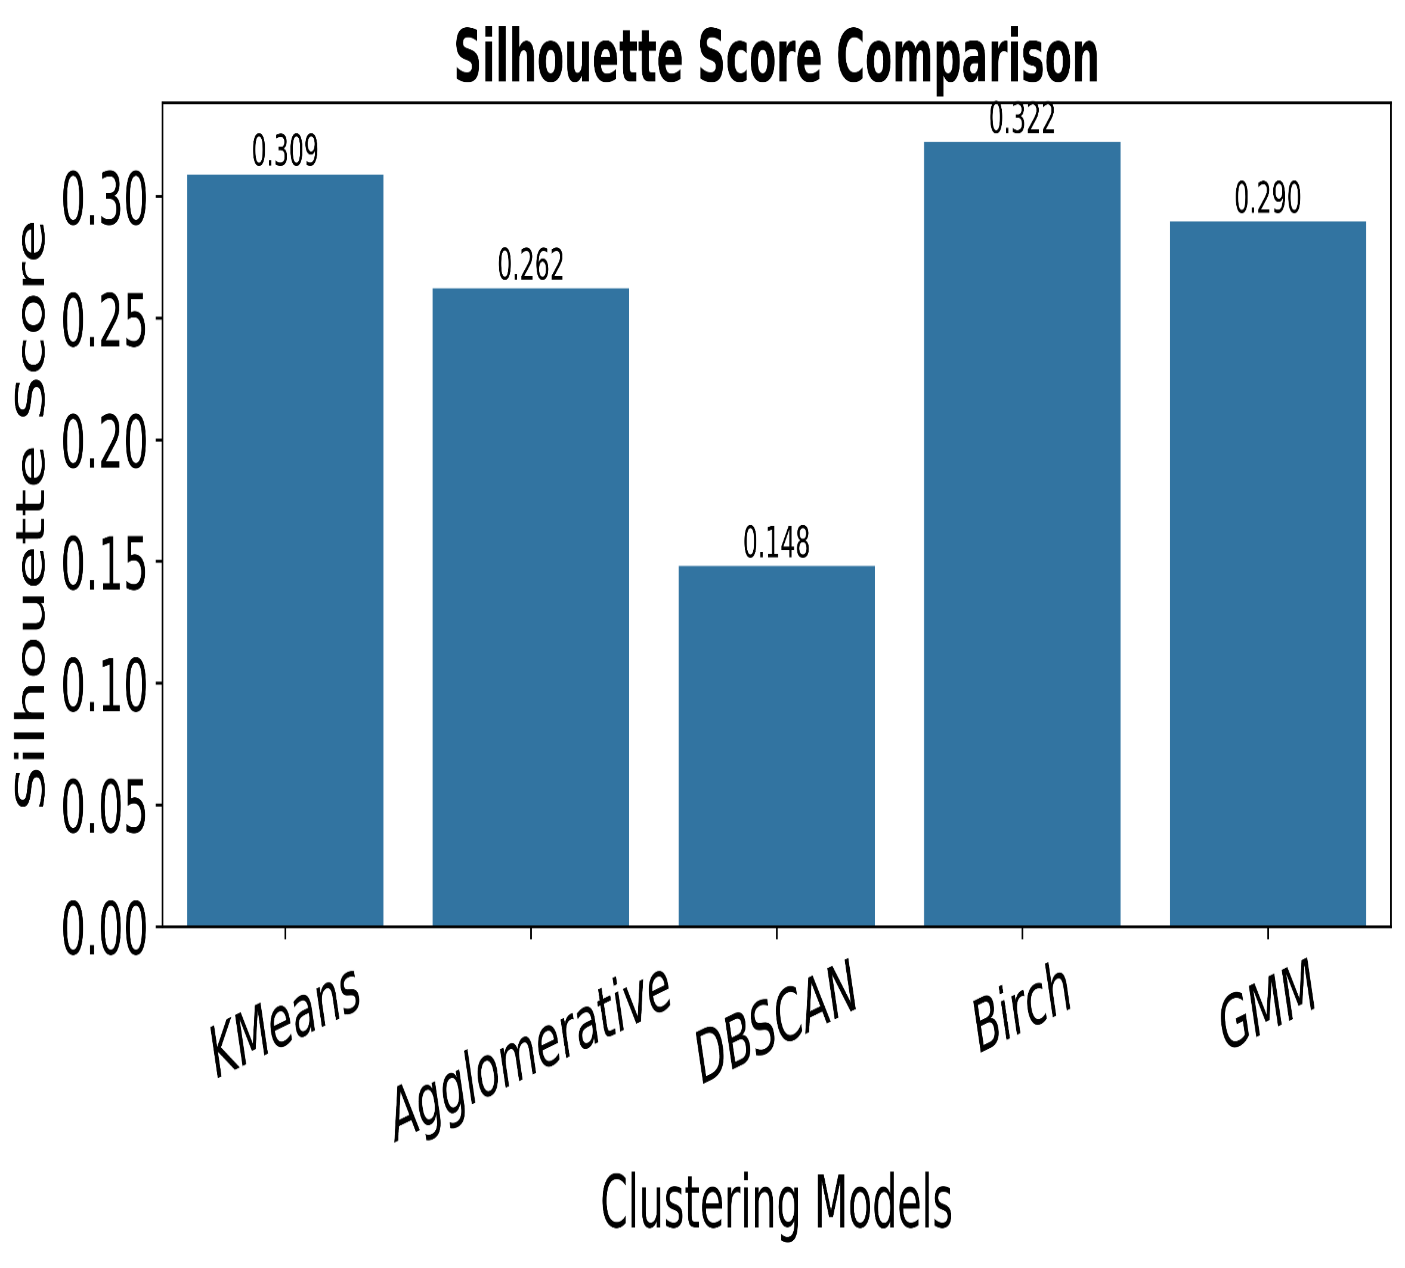 Silhouette Score Comparison
0.322
0.309
0.290
0.262
0.148
Silhouette Score
0.30
0.25
0.20
0.15
0.10
0.05
0.00
KMeans
Agglomerative
DBSCAN
Birch
GMM
Clustering Models